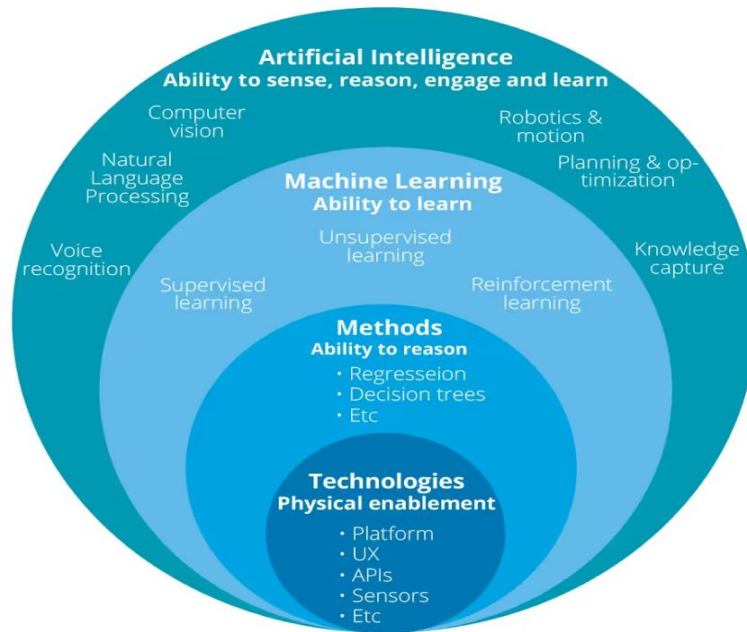 Artificial Intelligence
Ability to sense, reason, engage and learn
Computer
vision
Robotics &
motion
Natural
Language
Processing
Planning & op-
timization
Voice
recognition
Knowledge
capture
Machine Learning
Ability to learn
Unsupervised
learning
Supervised
learning
Reinforcement
learning
Methods
Ability to reason
· Regresseion
· Decision trees
· Etc
Technologies
Physical enablement
· Platform
· UX
· APIs
· Sensors
· Etc